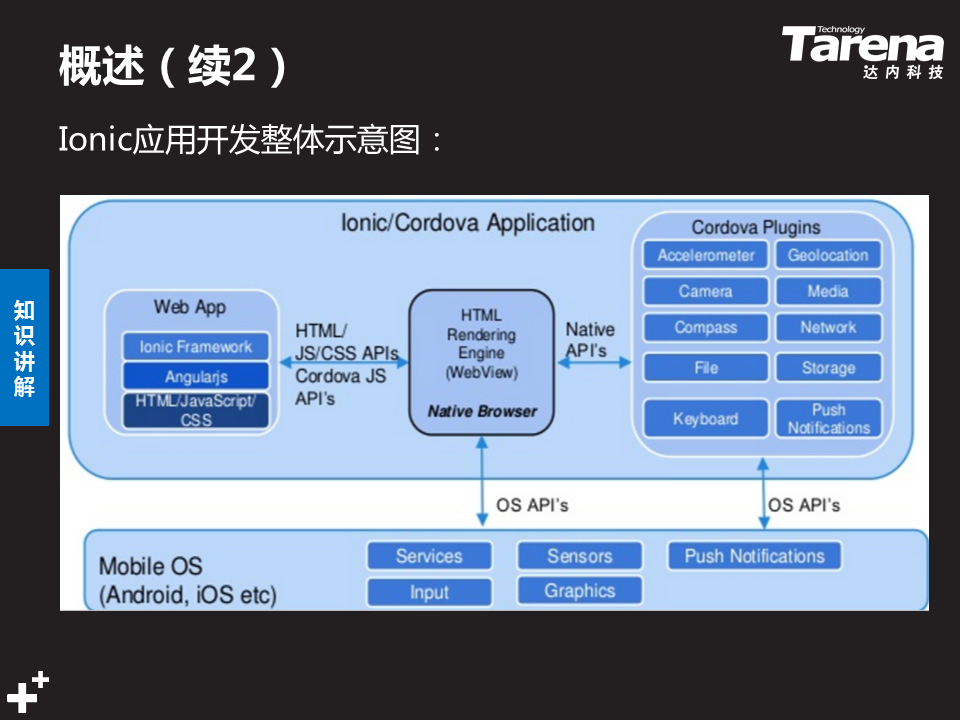 概述（续2）
Technology
Tarena
达内科技
Ionic应用开发整体示意图：
知
识
讲
解
Ionic/Cordova Application
Web App
Ionic Framework
Angularjs
HTML/JavaScript/
CSS
HTML/
JS/CSS APIs
Cordova JS
API's
HTML
Rendering
Engine
(WebView)
Native Browser
Native
API's
Cordova Plugins
Accelerometer
Geolocation
Camera
Media
Compass
Network
File
Storage
Keyboard
Push
Notifications
OS API's
OS API's
Mobile OS
(Android, iOS etc)
Services
Sensors
Push Notifications
Input
Graphics